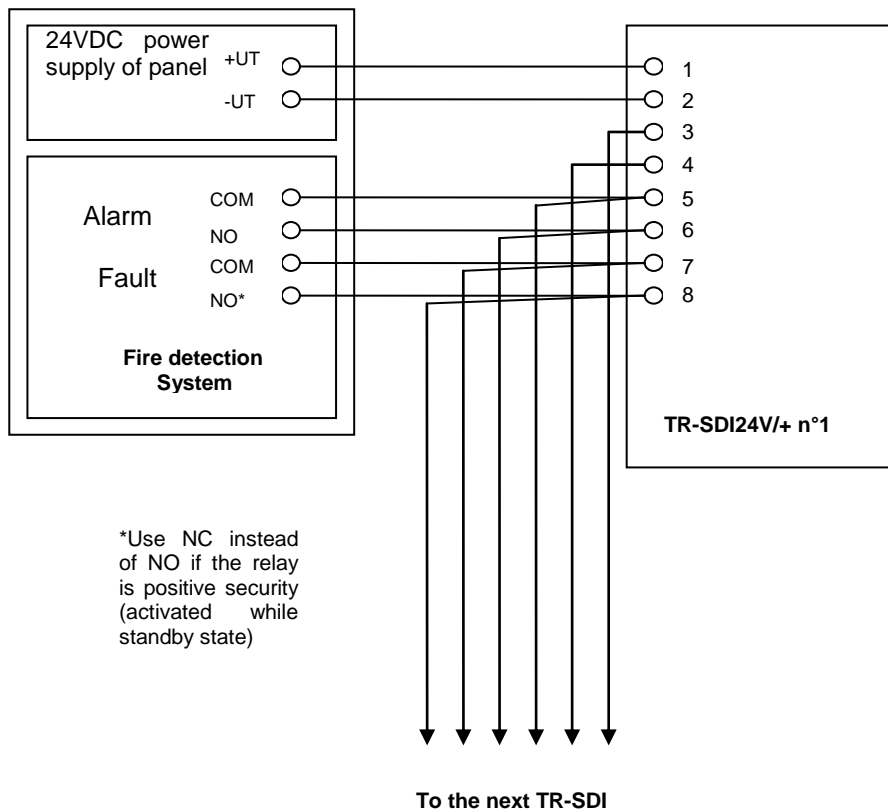 24VDC power
supply of panel
+UT
-UT
1
2
3
4
5
6
7
8
Alarm
COM
NO
Fault
COM
NO*
Fire detection
System
TR-SDI24V/+ n°1
*Use NC instead
of NO if the relay
is positive security
(activated while
standby state)
To the next TR-SDI